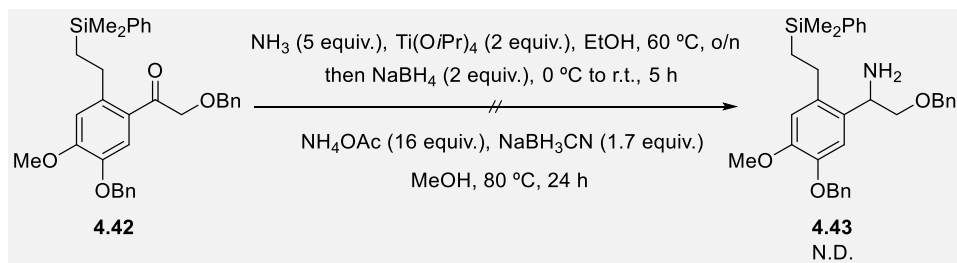 SiMe2Ph
O
OBn
MeO
OBn
4.42
NH3 (5 equiv.), Ti(OiPr)4 (2 equiv.), EtOH, 60 ºC, o/n
then NaBH4 (2 equiv.), 0 ºC to r.t., 5 h
NH4OAc (16 equiv.), NaBH3CN (1.7 equiv.)
MeOH, 80 ºC, 24 h
SiMe2Ph
NH2
OBn
MeO
OBn
4.43
N.D.